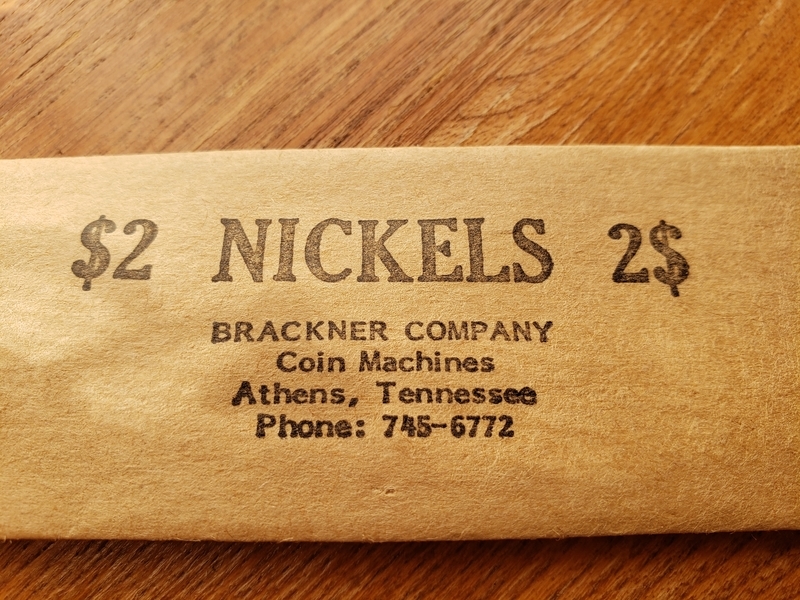 $2 NICKELS 2$
BRACKNER COMPANY
Coin Machines
Athens, Tennessee
Phone: 745-6772